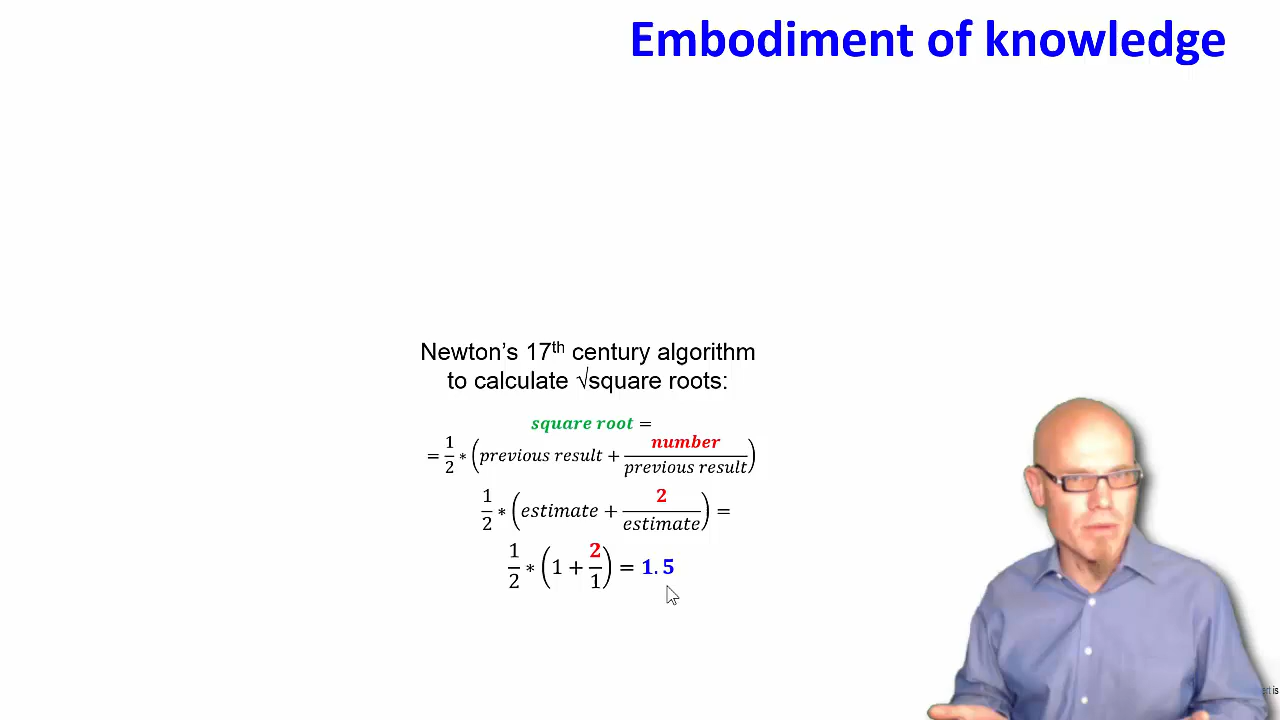 Embodiment of knowledge
Newton's 17th century algorithm
to calculate √square roots:
square root =
= 1/2 * (previous result + number/previous result)
1/2 * (estimate + 2/estimate) =
1/2 * (1 + 2/1) = 1.5
is